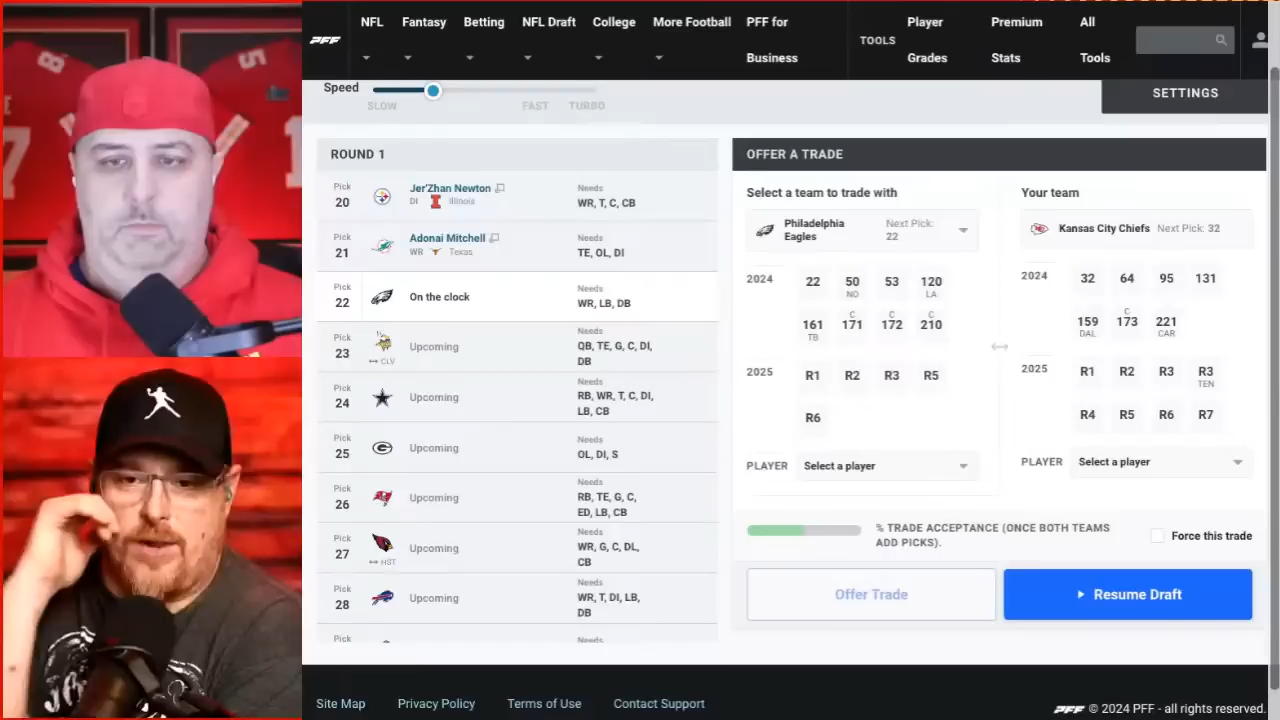 NFL
Fantasy
Betting
NFL Draft
College
More Football
PFF for
Business
PFF
TOOLS
Player
Grades
Premium
Stats
All
Tools
Speed
SLOW
FAST
TURBO
SETTINGS
ROUND 1
Pick
20
Jer'Zhan Newton
DI I Illinois
Needs
WR, T, C, CB
Pick
21
Adonai Mitchell
WR Texas
Needs
TE, OL, DI
Pick
22
On the clock
Needs
WR, LB, DB
Pick
23
↔ CLV
Upcoming
Needs
QB, TE, G, C, DI,
DB
Pick
24
Upcoming
Needs
RB, WR, T, C, DI,
LB, CB
Pick
25
G
Upcoming
Needs
OL, DI, S
Pick
26
Upcoming
Needs
RB, TE, G, C,
ED, LB, CB
Pick
27
↔ HST
Upcoming
Needs
WR, G, C, DL,
CB
Pick
28
Upcoming
Needs
WR, T, DI, LB,
DB
Pick
Needs
OFFER A TRADE
Select a team to trade with
Philadelphia
Eagles
Next Pick:
22
2024
22
50
NO
53
120
LA
161
TB
C
171
C
172
C
210
2025
R1
R2
R3
R5
R6
PLAYER
Select a player
Your team
Kansas City Chiefs
Next Pick: 32
2024
32
64
95
131
159
DAL
C
173
221
CAR
2025
R1
R2
R3
R3
TEN
R4
R5
R6
R7
PLAYER
Select a player
% TRADE ACCEPTANCE (ONCE BOTH TEAMS
ADD PICKS).
Force this trade
Offer Trade
Resume Draft
Site Map
Privacy Policy
Terms of Use
Contact Support
PFF © 2024 PFF - all rights reserved.